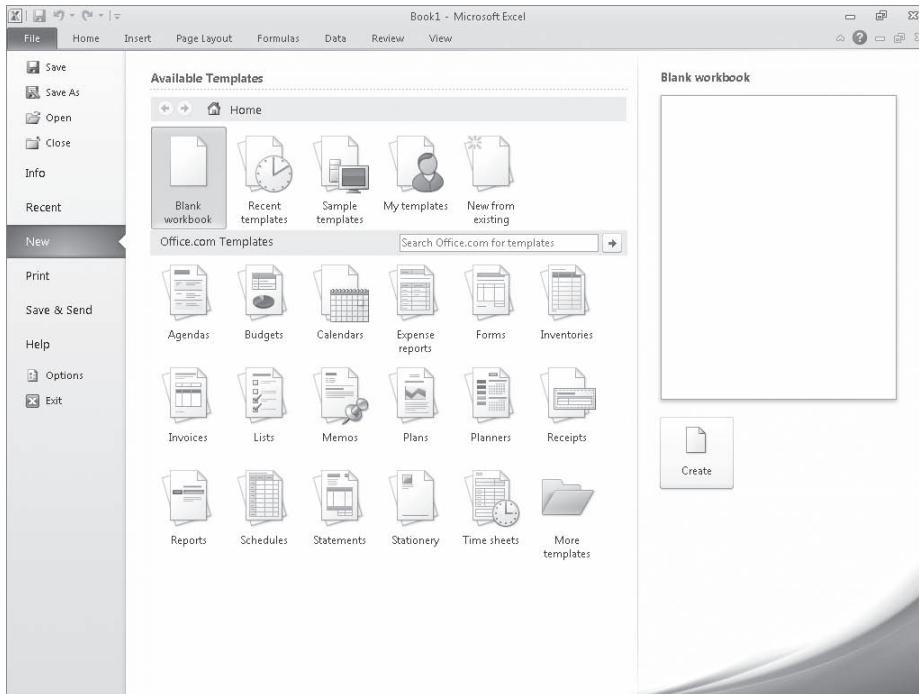 Book1 - Microsoft Excel
File Home Insert Page Layout Formulas Data Review View
Save
Save As
Open
Close
Info
Recent
New
Print
Save & Send
Help
Options
Exit
Available Templates
Home
Blank workbook
Recent templates
Sample templates
My templates
New from existing
Office.com Templates
Search Office.com for templates
Agendas
Budgets
Calendars
Expense reports
Forms
Inventories
Invoices
Lists
Memos
Plans
Planners
Receipts
Reports
Schedules
Statements
Stationery
Time sheets
More templates
Blank workbook
Create